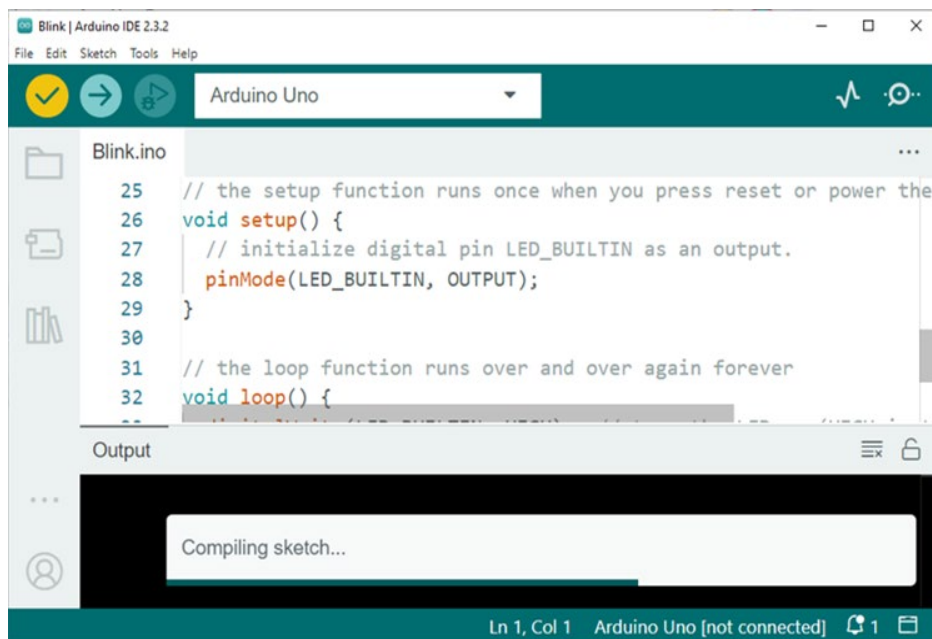 Blink | Arduino IDE 2.3.2
File Edit Sketch Tools Help
Arduino Uno
Blink.ino
25 // the setup function runs once when you press reset or power the
26 void setup() {
27 // initialize digital pin LED_BUILTIN as an output.
28 pinMode(LED_BUILTIN, OUTPUT);
29 }
30
31 // the loop function runs over and over again forever
32 void loop() {
Output
Compiling sketch...
Ln 1, Col 1 Arduino Uno [not connected] 1